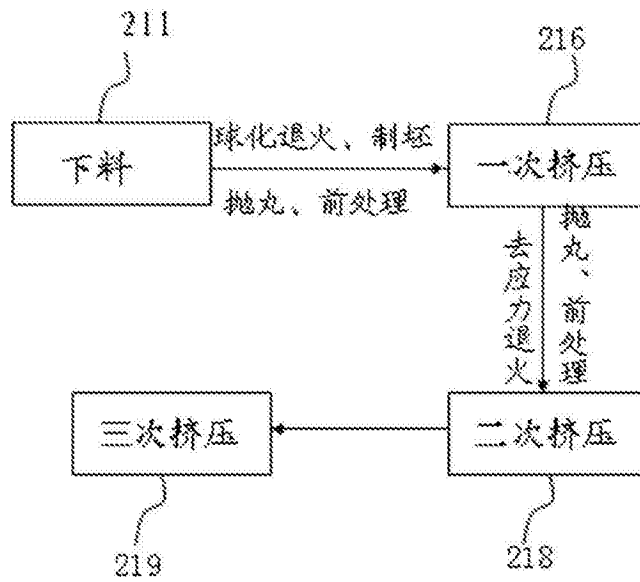 211
216
下料
球化退火、制坯
抛丸、前处理
一次挤压
去应力退火
抛丸、前处理
三次挤压
二次挤压
219
218